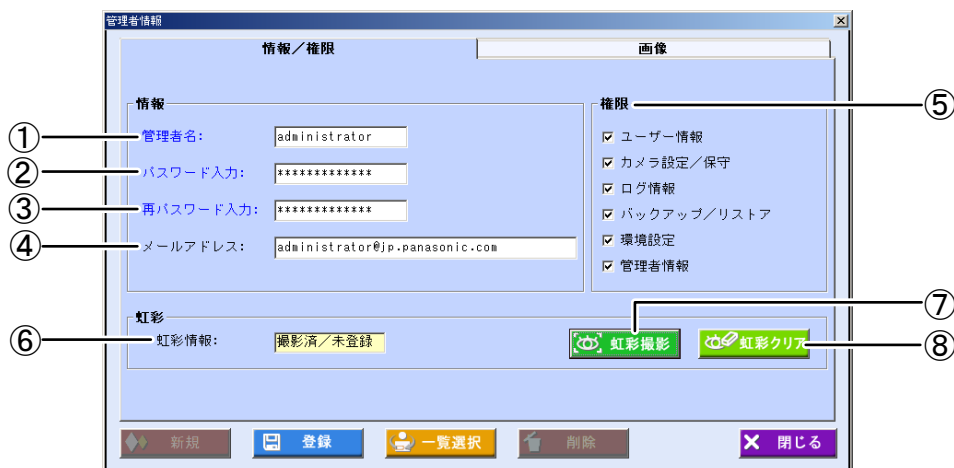 管理者情報
情報／権限 画像
情報 権限 ⑤
① 管理者名: administrator ユーザー情報
カメラ設定／保守
② パスワード入力: ************* ログ情報
③ 再パスワード入力: ************* バックアップ／リストア
④ メールアドレス: administrator@jp.panasonic.com 環境設定
管理者情報
虹彩 ⑦
⑥ 虹彩情報: 撮影済／未登録 虹彩撮影 虹彩クリア ⑧
新規 登録 一覧選択 削除 閉じる